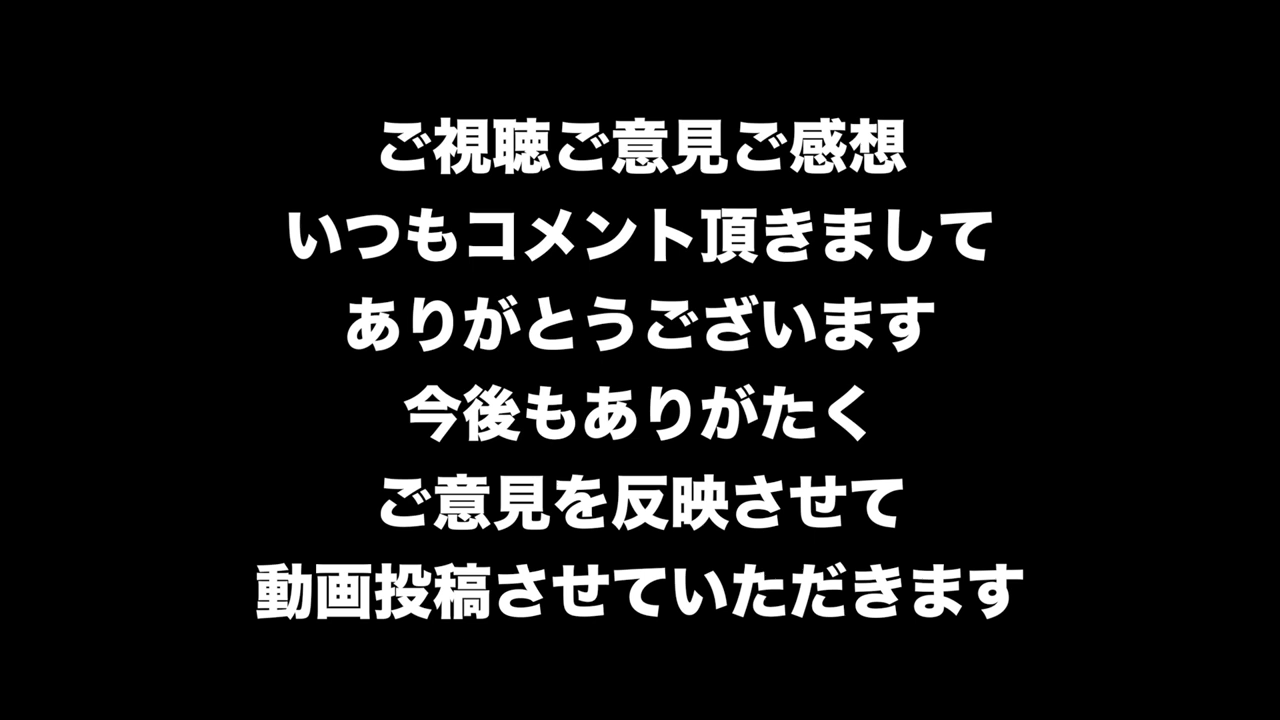 ご視聴ご意見ご感想
いつもコメント頂きまして
ありがとうございます
今後もありがたく
ご意見を反映させて
動画投稿させていただきます